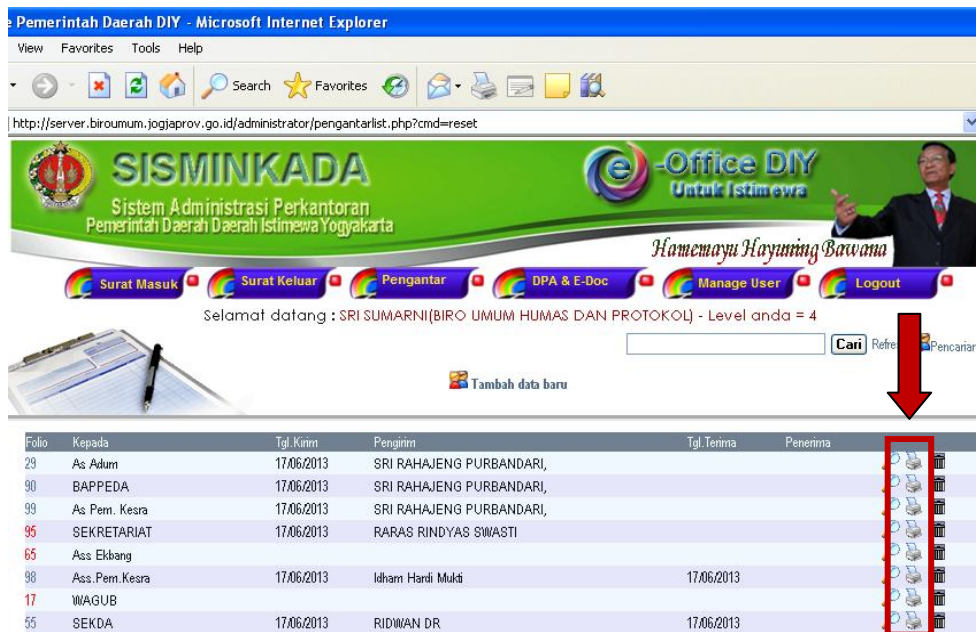 e Pemerintah Daerah DIY - Microsoft Internet Explorer
View Favorites Tools Help
Search Favorites
http://server.biroumum.jogjaprov.go.id/administrator/pengantarlist.php?cmd=reset
SISMINKADA
Sistem Administrasi Perkantoran
Pemerintah Daerah Daerah Istimewa Yogyakarta
e -Office DIY
Untuk Istimewa
Hamemayu Hayuning Bawana
Surat Masuk Surat Keluar Pengantar DPA & E-Doc Manage User Logout
Selamat datang : SRI SUMARNI(BIRO UMUM HUMAS DAN PROTOKOL) - Level anda = 4
Cari Refre Pencarian
Tambah data baru
Folio Kepada Tgl.Kirim Pengirim Tgl.Terima Penerima
29 As Adum 17/06/2013 SRI RAHAJENG PURBANDARI,
90 BAPPEDA 17/06/2013 SRI RAHAJENG PURBANDARI,
99 As Pem. Kesra 17/06/2013 SRI RAHAJENG PURBANDARI,
95 SEKRETARIAT 17/06/2013 RARAS RINDYAS SWASTI
65 Ass Ekbang
98 Ass.Pem.Kesra 17/06/2013 Idham Hardi Mukti 17/06/2013
17 WAGUB
55 SEKDA 17/06/2013 RIDWAN DR 17/06/2013